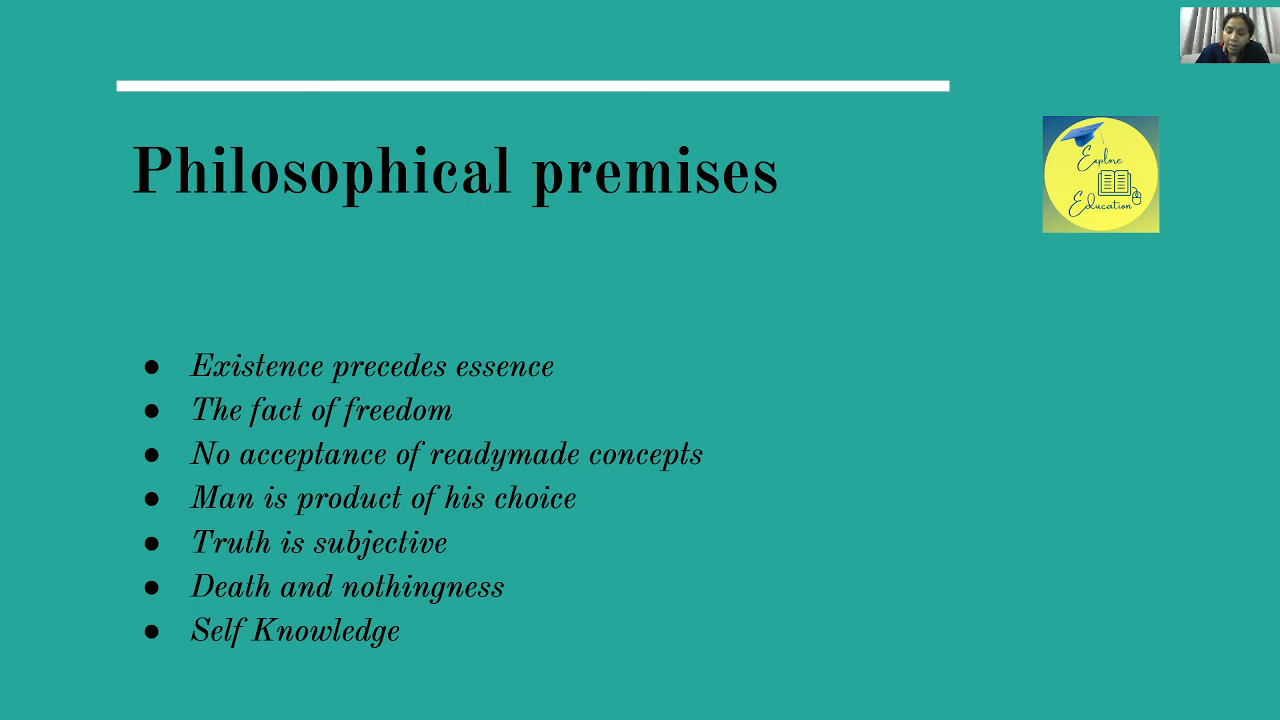 Philosophical premises
Explore
Education
● Existence precedes essence
● The fact of freedom
● No acceptance of readymade concepts
● Man is product of his choice
● Truth is subjective
● Death and nothingness
● Self Knowledge